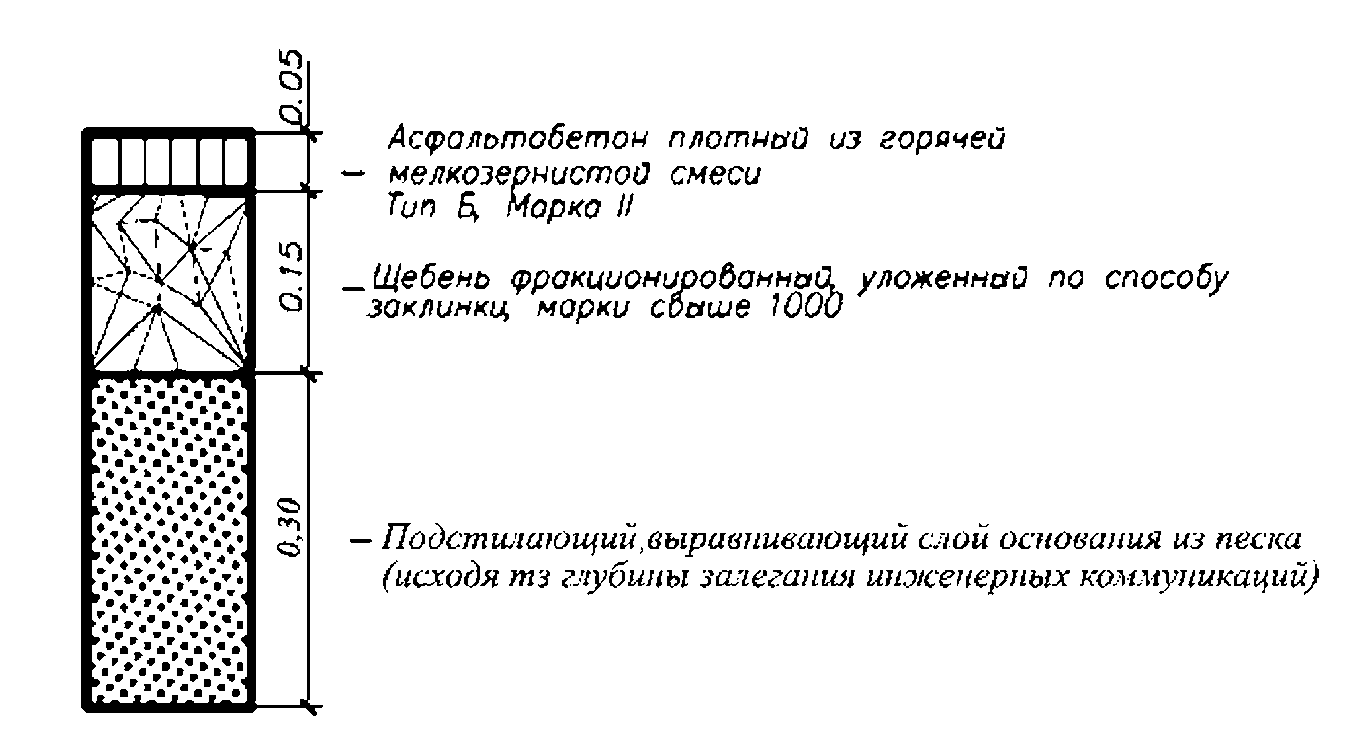 0.05
Асфальтобетон плотный из горячей
мелкозернистой смеси
Тип Б, Марка II
0.15
Щебень фракционированный, уложенный по способу
заклинки, марки свыше 1000
0,30
Подстилающий,выравнивающий слой основания из песка
(исходя тз глубины залегания инженерных коммуникаций)